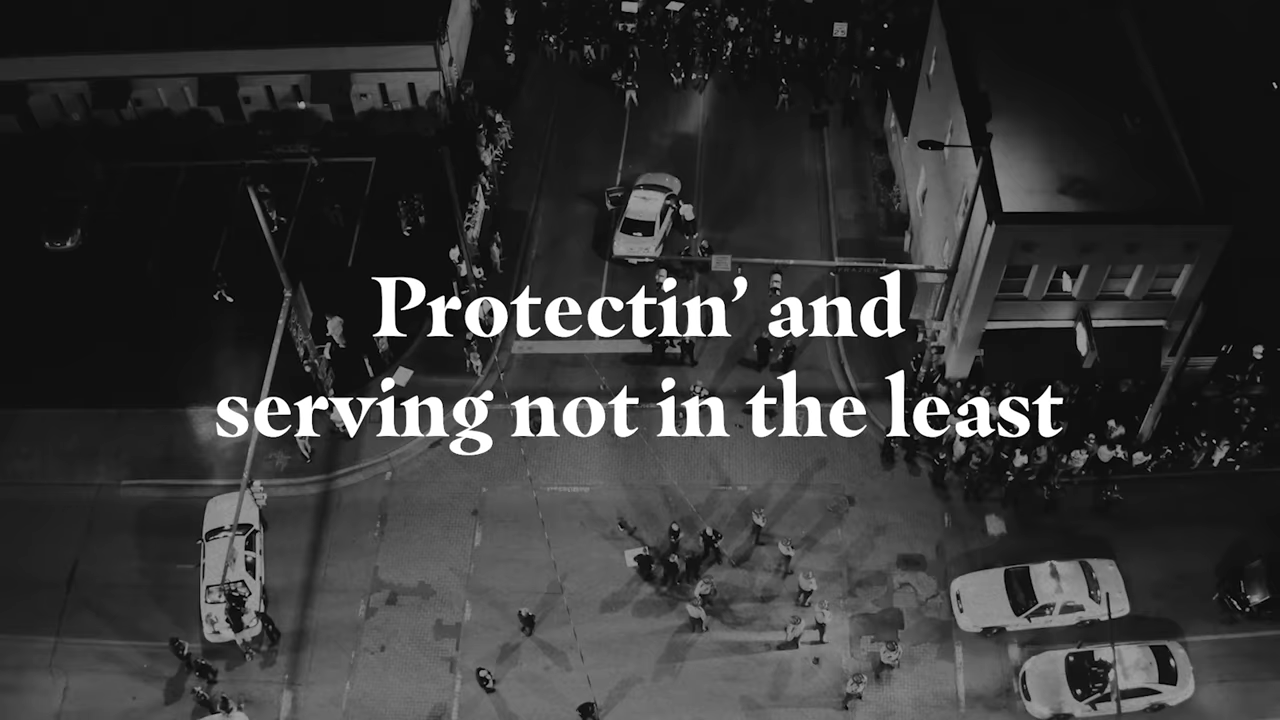 Protectin’ and
serving not in the least